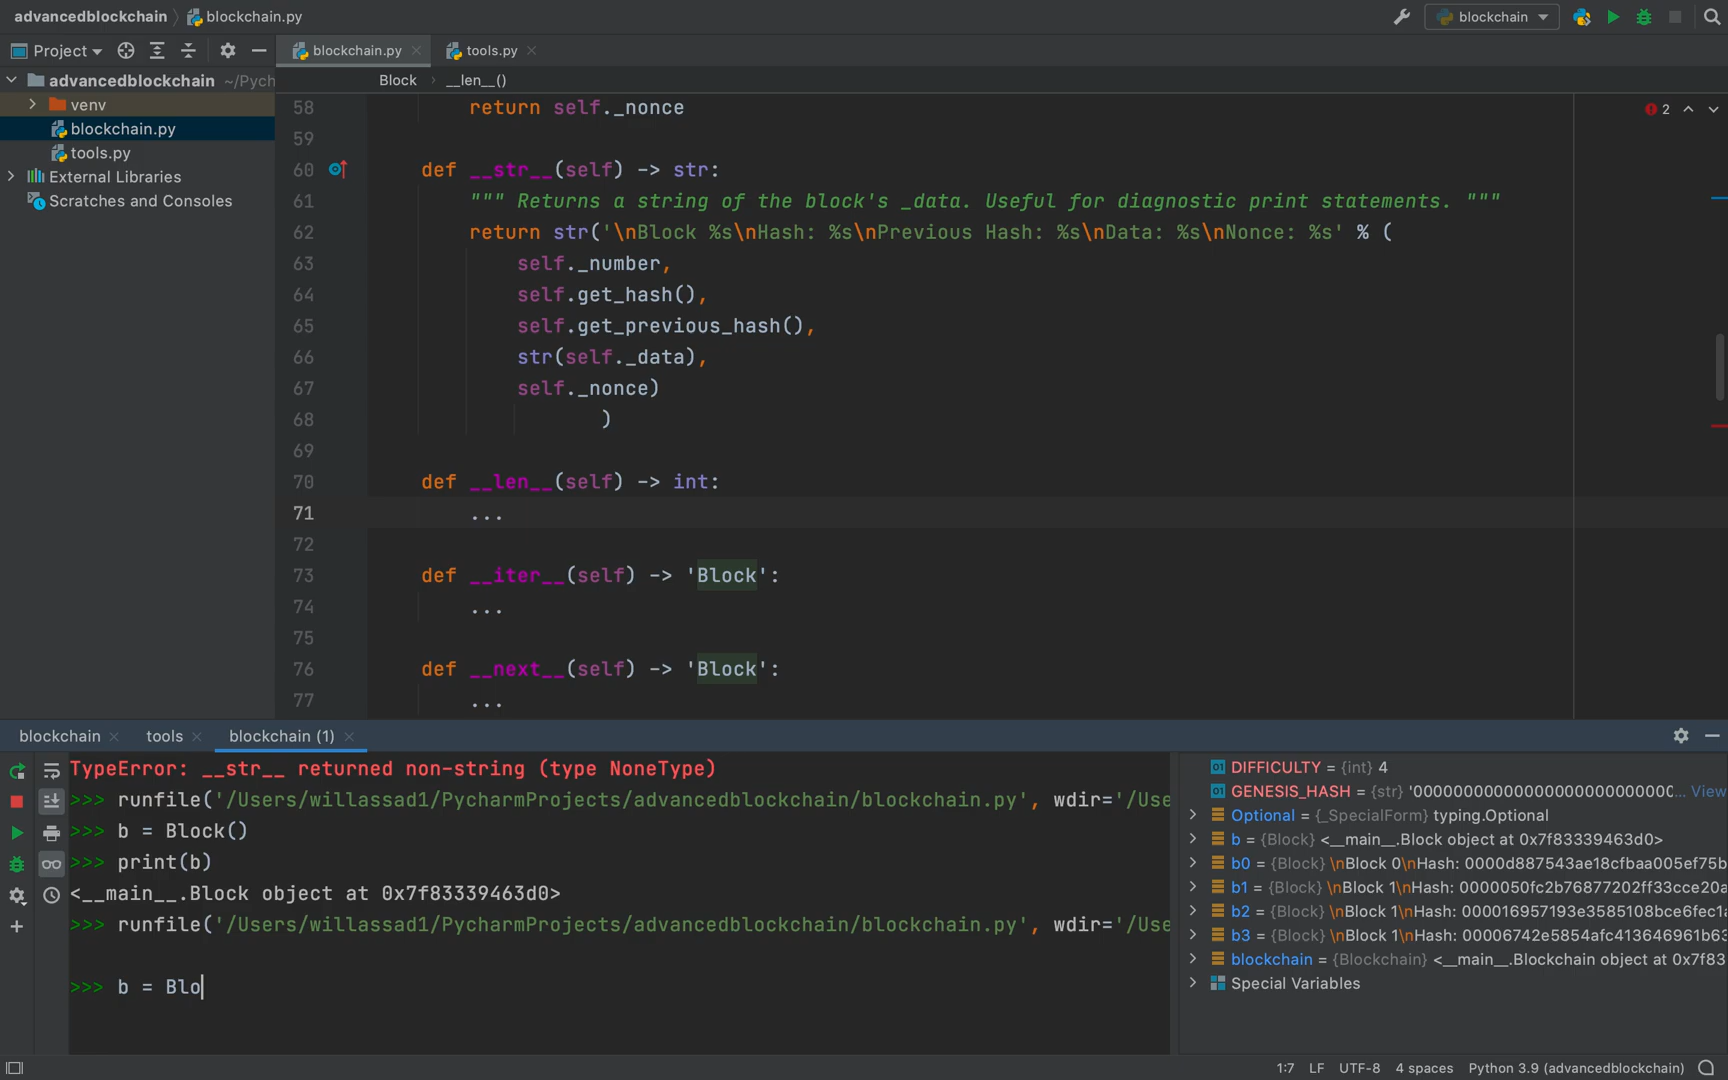 advancedblockchain blockchain.py
blockchain
Project
blockchain.py
tools.py
advancedblockchain ~/Pych
venv
blockchain.py
tools.py
External Libraries
Scratches and Consoles
Block __len__()
2
58 return self._nonce
59
60 def __str__(self) -> str:
61 """ Returns a string of the block's _data. Useful for diagnostic print statements. """
62 return str('\nBlock %s\nHash: %s\nPrevious Hash: %s\nData: %s\nNonce: %s' % (
63 self._number,
64 self.get_hash(),
65 self.get_previous_hash(),
66 str(self._data),
67 self._nonce)
68 )
69
70 def __len__(self) -> int:
71 ...
72
73 def __iter__(self) -> 'Block':
74 ...
75
76 def __next__(self) -> 'Block':
77 ...
blockchain
tools
blockchain (1)
TypeError: __str__ returned non-string (type NoneType)
>>> runfile('/Users/willassad1/PycharmProjects/advancedblockchain/blockchain.py', wdir='/Use
>>> b = Block()
>>> print(b)
<__main__.Block object at 0x7f83339463d0>
>>> runfile('/Users/willassad1/PycharmProjects/advancedblockchain/blockchain.py', wdir='/Use
>>> b = Blo
DIFFICULTY = {int} 4
GENESIS_HASH = {str} '00000000000000000000000000... View
Optional = {_SpecialForm} typing.Optional
b = {Block} <__main__.Block object at 0x7f83339463d0>
b0 = {Block} \nBlock 0\nHash: 0000d887543ae18cfbaa005ef75b
b1 = {Block} \nBlock 1\nHash: 0000050fc2b76877202ff33cce20a
b2 = {Block} \nBlock 1\nHash: 000016957193e3585108bce6fec1a
b3 = {Block} \nBlock 1\nHash: 00006742e5854afc413646961b63
blockchain = {Blockchain} <__main__.Blockchain object at 0x7f83
Special Variables
1:7 LF UTF-8 4 spaces Python 3.9 (advancedblockchain)